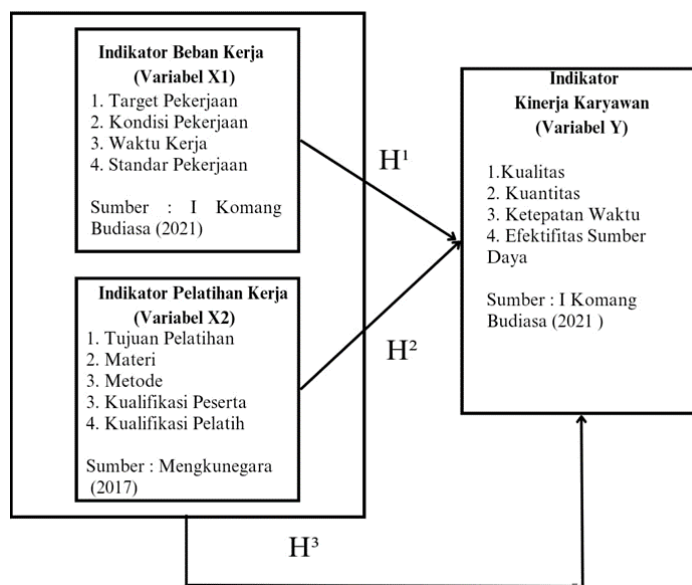 Indikator Beban Kerja
(Variabel X1)
1. Target Pekerjaan
2. Kondisi Pekerjaan
3. Waktu Kerja
4. Standar Pekerjaan
Sumber : I Komang
Budiasa (2021)
Indikator Pelatihan Kerja
(Variabel X2)
1. Tujuan Pelatihan
2. Materi
3. Metode
3. Kualifikasi Peserta
4. Kualifikasi Pelatih
Sumber : Mengkunegara
(2017)
H¹
H²
H³
Indikator
Kinerja Karyawan
(Variabel Y)
1.Kualitas
2. Kuantitas
3. Ketepatan Waktu
4. Efektifitas Sumber
Daya
Sumber : I Komang
Budiasa (2021 )